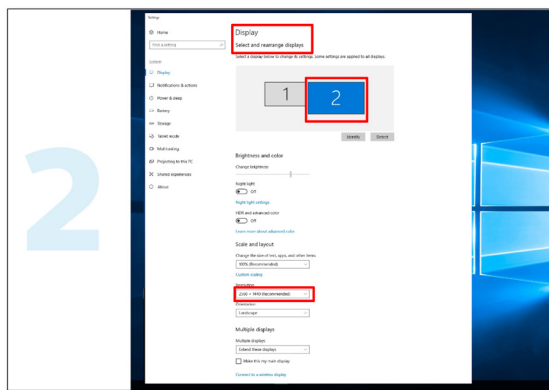 2
Settings
Home
Find a setting
System
Display
Notifications & actions
Power & sleep
Battery
Storage
Tablet mode
Multitasking
Projecting to this PC
Shared experiences
About
Display
Select and rearrange displays
Select a display below to change its settings. Some settings are applied to all displays.
1
2
Identify
Detect
Brightness and color
Change brightness
Night light
Off
Night light settings
HDR and advanced color
Off
Learn more about advanced color
Scale and layout
Change the size of text, apps, and other items
100% (Recommended)
Custom scaling
Resolution
2560 × 1440 (Recommended)
Orientation
Landscape
Multiple displays
Multiple displays
Extend these displays
Make this my main display
Connect to a wireless display